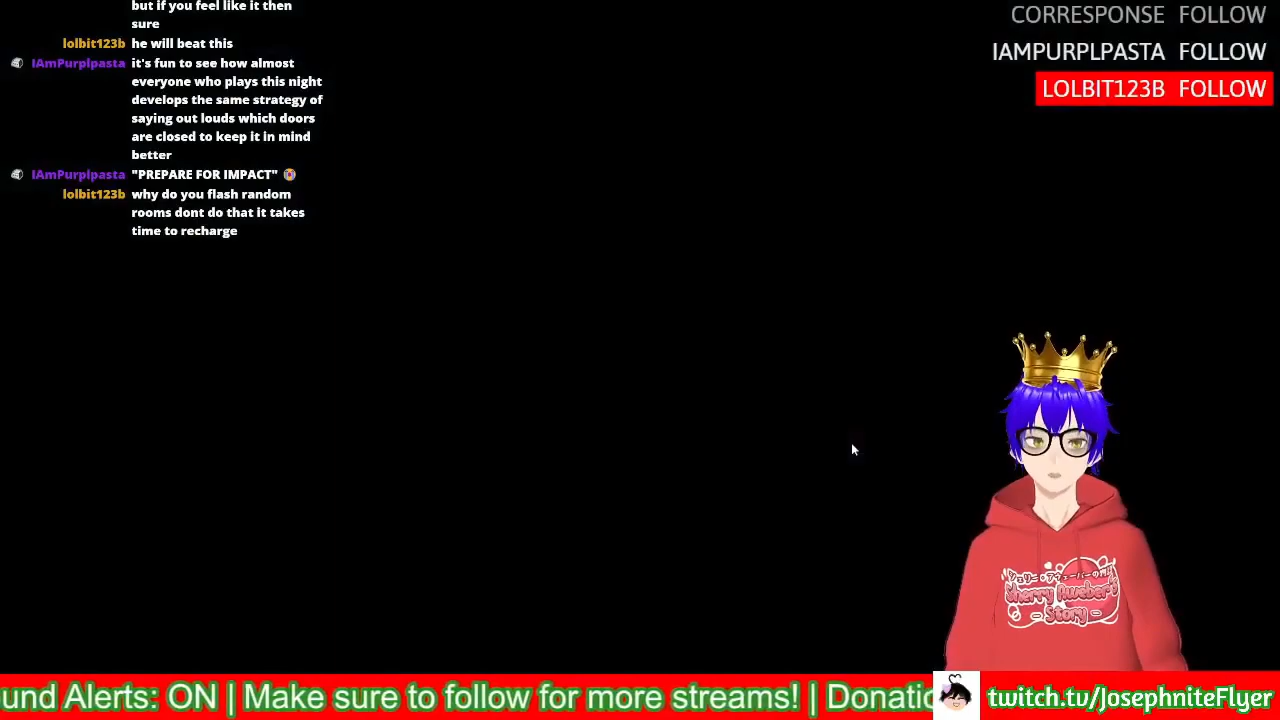 but if you feel like it then
sure
lolbit123b he will beat this
IAmPurplpasta it's fun to see how almost
everyone who plays this night
develops the same strategy of
saying out louds which doors
are closed to keep it in mind
better
IAmPurplpasta "PREPARE FOR IMPACT"
lolbit123b why do you flash random
rooms dont do that it takes
time to recharge
CORRESPONSE FOLLOW
IAMPURPLPASTA FOLLOW
LOLBIT123B FOLLOW
Sherry Aweber's
- Story -
und Alerts: ON | Make sure to follow for more streams! | Donatio
twitch.tv/JosephniteFlyer